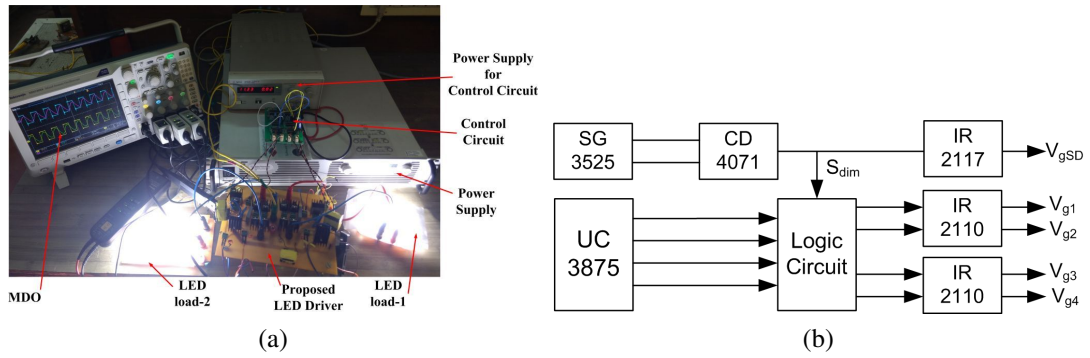 Power Supply
for
Control Circuit
Control
Circuit
Power
Supply
MDO
LED
load-2
Proposed
LED Driver
LED
load-1
(a)
SG
3525
CD
4071
IR
2117
VgSD
Sdim
UC
3875
Logic
Circuit
IR
2110
Vg1
Vg2
IR
2110
Vg3
Vg4
(b)